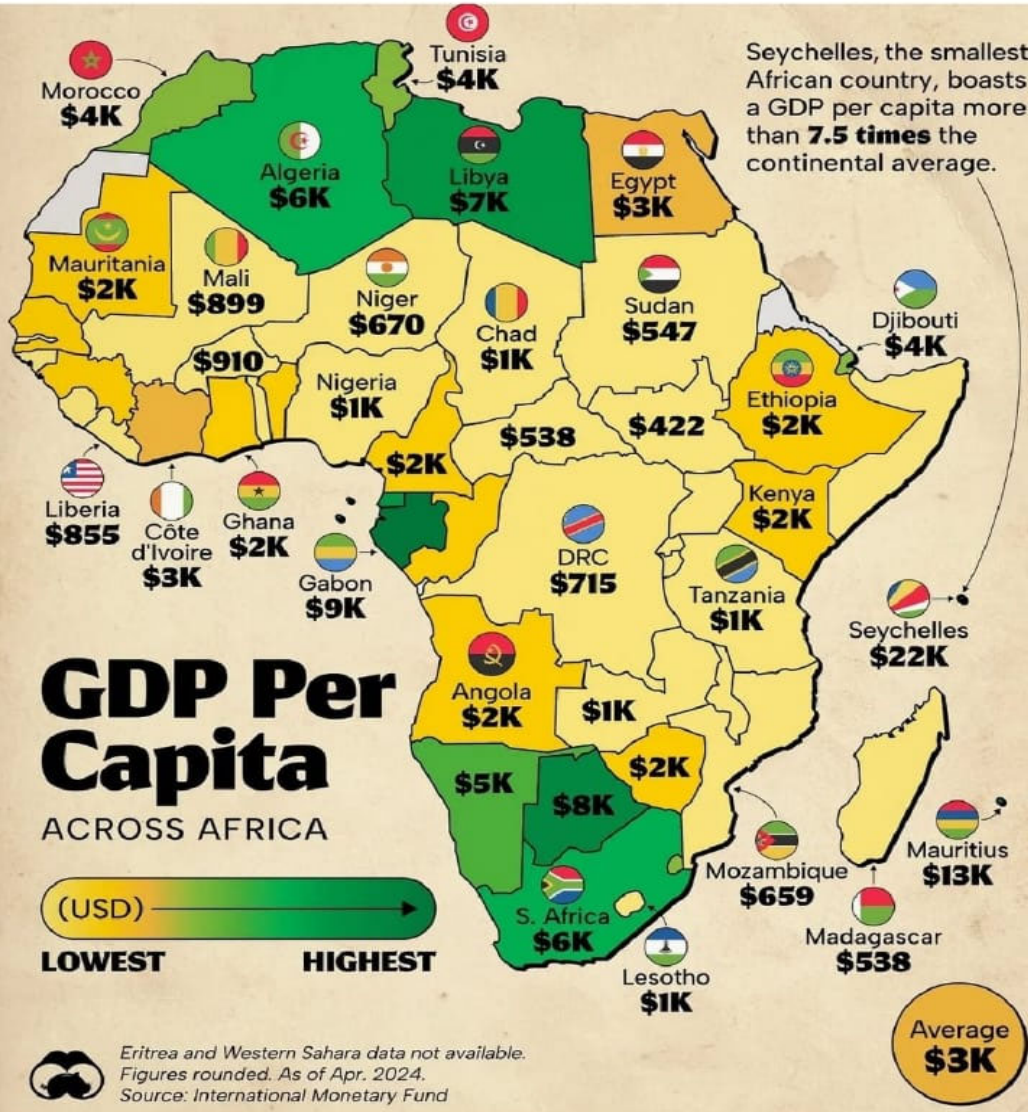 Tunisia
$4K
Morocco
$4K
Seychelles, the smallest
African country, boasts
a GDP per capita more
than 7.5 times the
continental average.
Algeria
$6K
Libya
$7K
Egypt
$3K
Mauritania
$2K
Mali
$899
Niger
$670
Chad
$1K
Sudan
$547
Djibouti
$4K
$910
Nigeria
$1K
Ethiopia
$2K
$538
$422
$2K
Kenya
$2K
Liberia
$855
Côte
d'Ivoire
$3K
Ghana
$2K
Gabon
$9K
DRC
$715
Tanzania
$1K
Seychelles
$22K
Angola
$2K
$1K
GDP Per
Capita
ACROSS AFRICA
$5K
$8K
$2K
Mozambique
$659
Mauritius
$13K
Madagascar
$538
S. Africa
$6K
Lesotho
$1K
(USD)
LOWEST HIGHEST
Average
$3K
Eritrea and Western Sahara data not available.
Figures rounded. As of Apr. 2024.
Source: International Monetary Fund